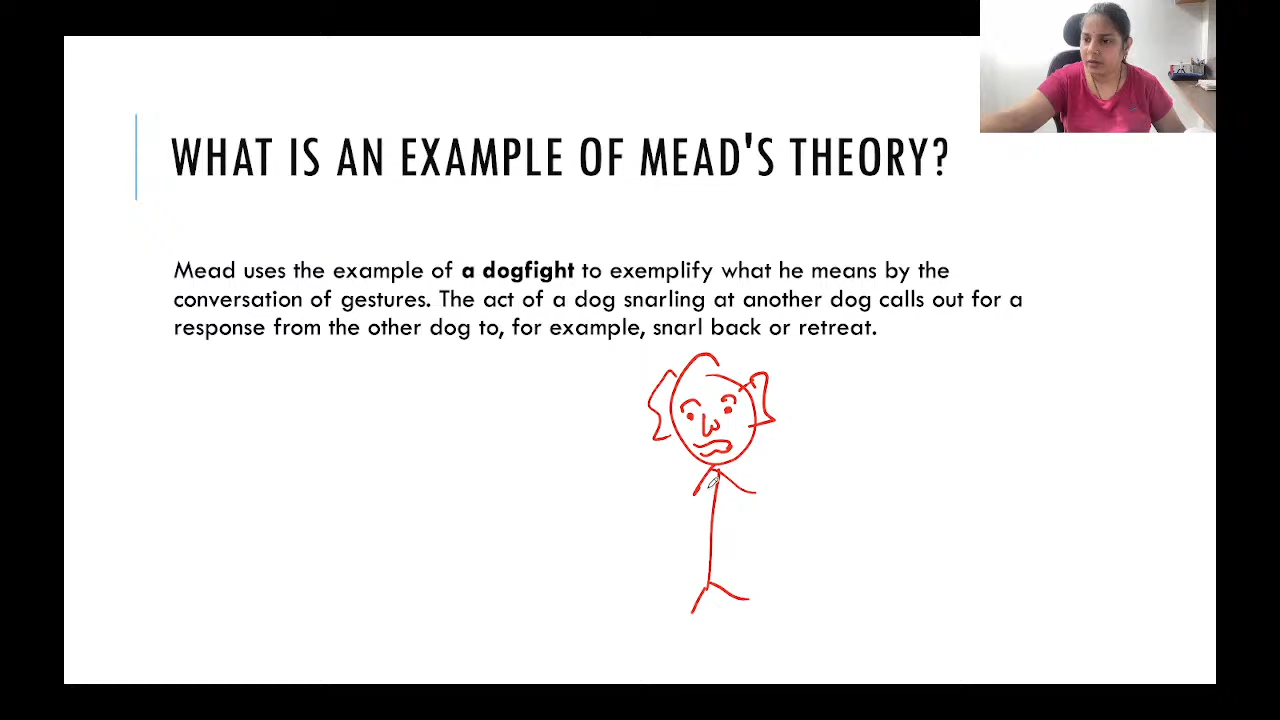 WHAT IS AN EXAMPLE OF MEAD'S THEORY?
Mead uses the example of a dogfight to exemplify what he means by the
conversation of gestures. The act of a dog snarling at another dog calls out for a
response from the other dog to, for example, snarl back or retreat.